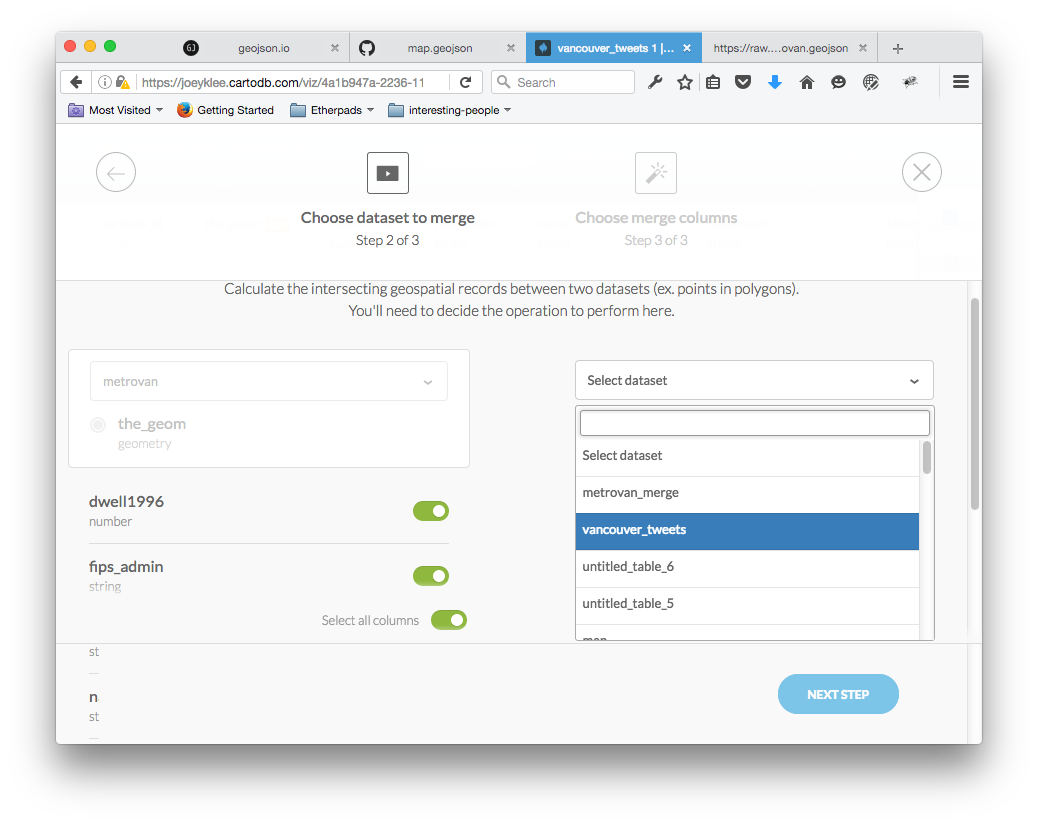 GJ geojson.io × map.geojson × vancouver_tweets 1 |... × https://raw....ovan.geojson × +
https://joeyklee.cartodb.com/viz/4a1b947a-2236-11 Search
Most Visited Getting Started Etherpads interesting-people
Choose dataset to merge
Step 2 of 3
Choose merge columns
Step 3 of 3
Calculate the intersecting geospatial records between two datasets (ex. points in polygons).
You'll need to decide the operation to perform here.
metrovan
the_geom
geometry
dwell1996
number
fips_admin
string
Select all columns
st
n
st
Select dataset
Select dataset
metrovan_merge
vancouver_tweets
untitled_table_6
untitled_table_5
map
NEXT STEP